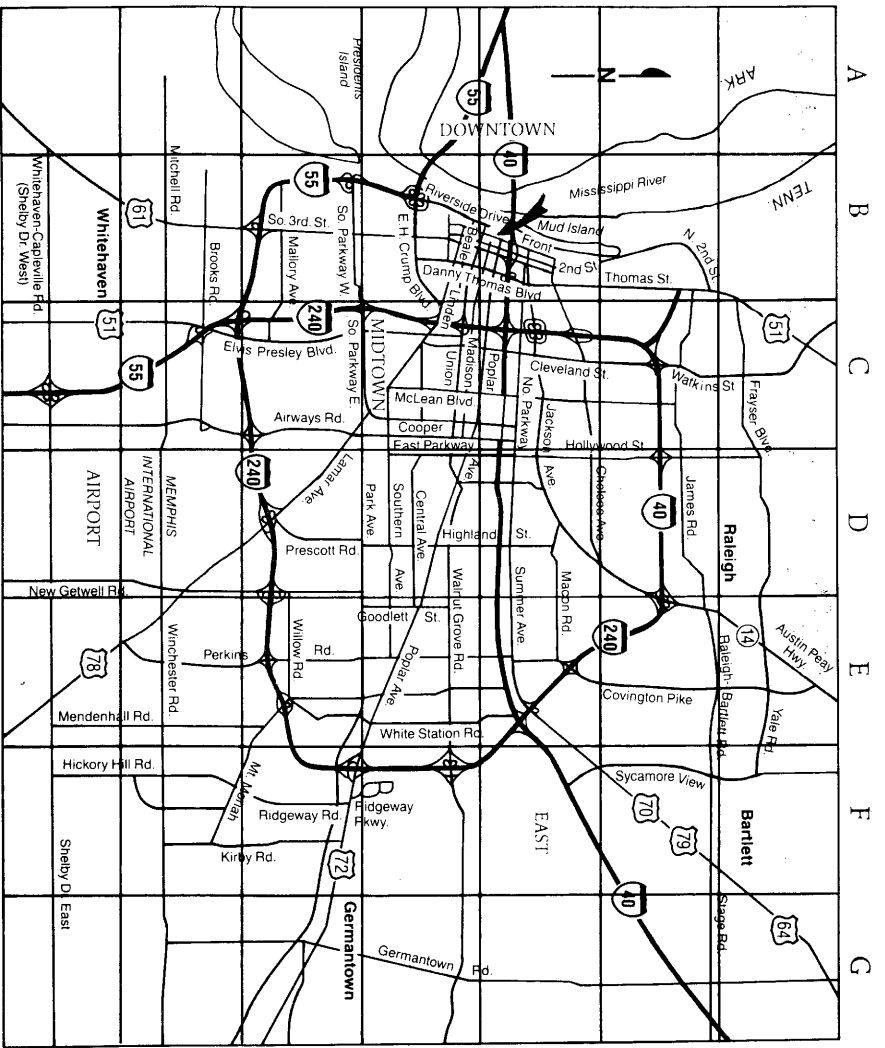 A
B
C
D
E
F
G
N
ARK.
TENN.
Presidents
Island
55
DOWNTOWN
40
Mississippi River
Riverside Drive
Mud Island
Front
2nd St.
N. 2nd St.
Thomas St.
Beale
Danny Thomas Blvd
E.H. Crump Blvd.
Linden
55
So. Parkway W.
So. 3rd. St.
Mallory Ave
Brooks Rd.
Mitchell Rd.
61
Whitehaven
Whitehaven-Capleville Rd.
(Shelby Dr. West)
51
51
240
Elvis Presley Blvd.
So. Parkway E.
MIDTOWN
Union
Madison
Poplar
Cleveland St.
Watkins St
Frayser Blvd.
McLean Blvd.
No. Parkway
Jackson Ave.
Cooper
East Parkway
Ave
Hollywood St.
Chelsea Ave.
55
Airways Rd.
240
Lamar Ave.
Park Ave.
Southern Ave.
Central Ave.
Highland St.
40
James Rd.
Raleigh
AIRPORT
MEMPHIS
INTERNATIONAL
AIRPORT
Prescott Rd.
New Getwell Rd.
Goodlett St.
Walnut Grove Rd.
Summer Ave.
Macon Rd.
240
14
Austin Peay
Hwy.
Raleigh-Bartlett Rd.
Yale Rd.
78
Winchester Rd.
Perkins Rd.
Willow Rd
Poplar Ave
Covington Pike
Mendenhall Rd.
White Station Rd.
Hickory Hill Rd.
Mt. Moriah
Ridgeway Rd.
Ridgeway
Pkwy.
Kirby Rd.
72
EAST
Sycamore View
70
79
Bartlett
Shelby Dr. East
40
64
Stage Rd.
Germantown
Germantown Rd.